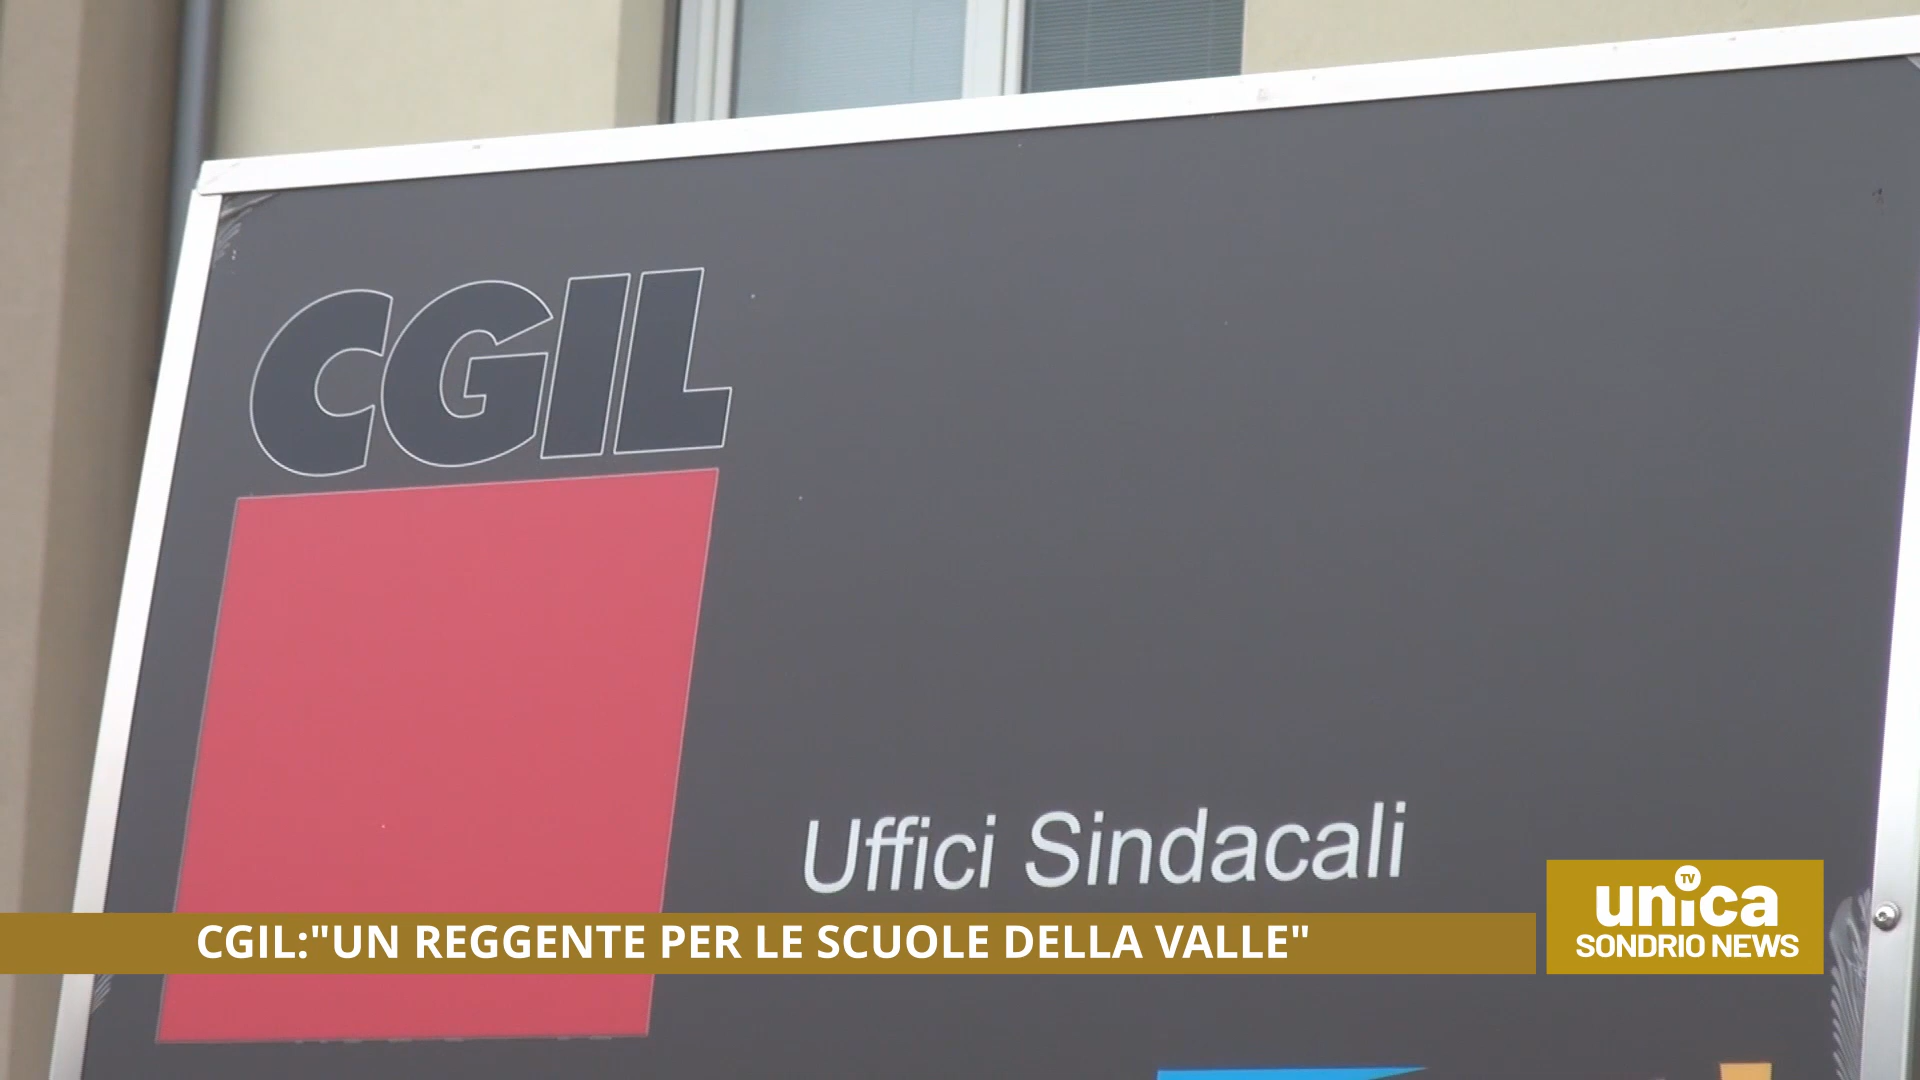 CGIL
Uffici Sindacali
CGIL:"UN REGGENTE PER LE SCUOLE DELLA VALLE"
unica TV
SONDRIO NEWS